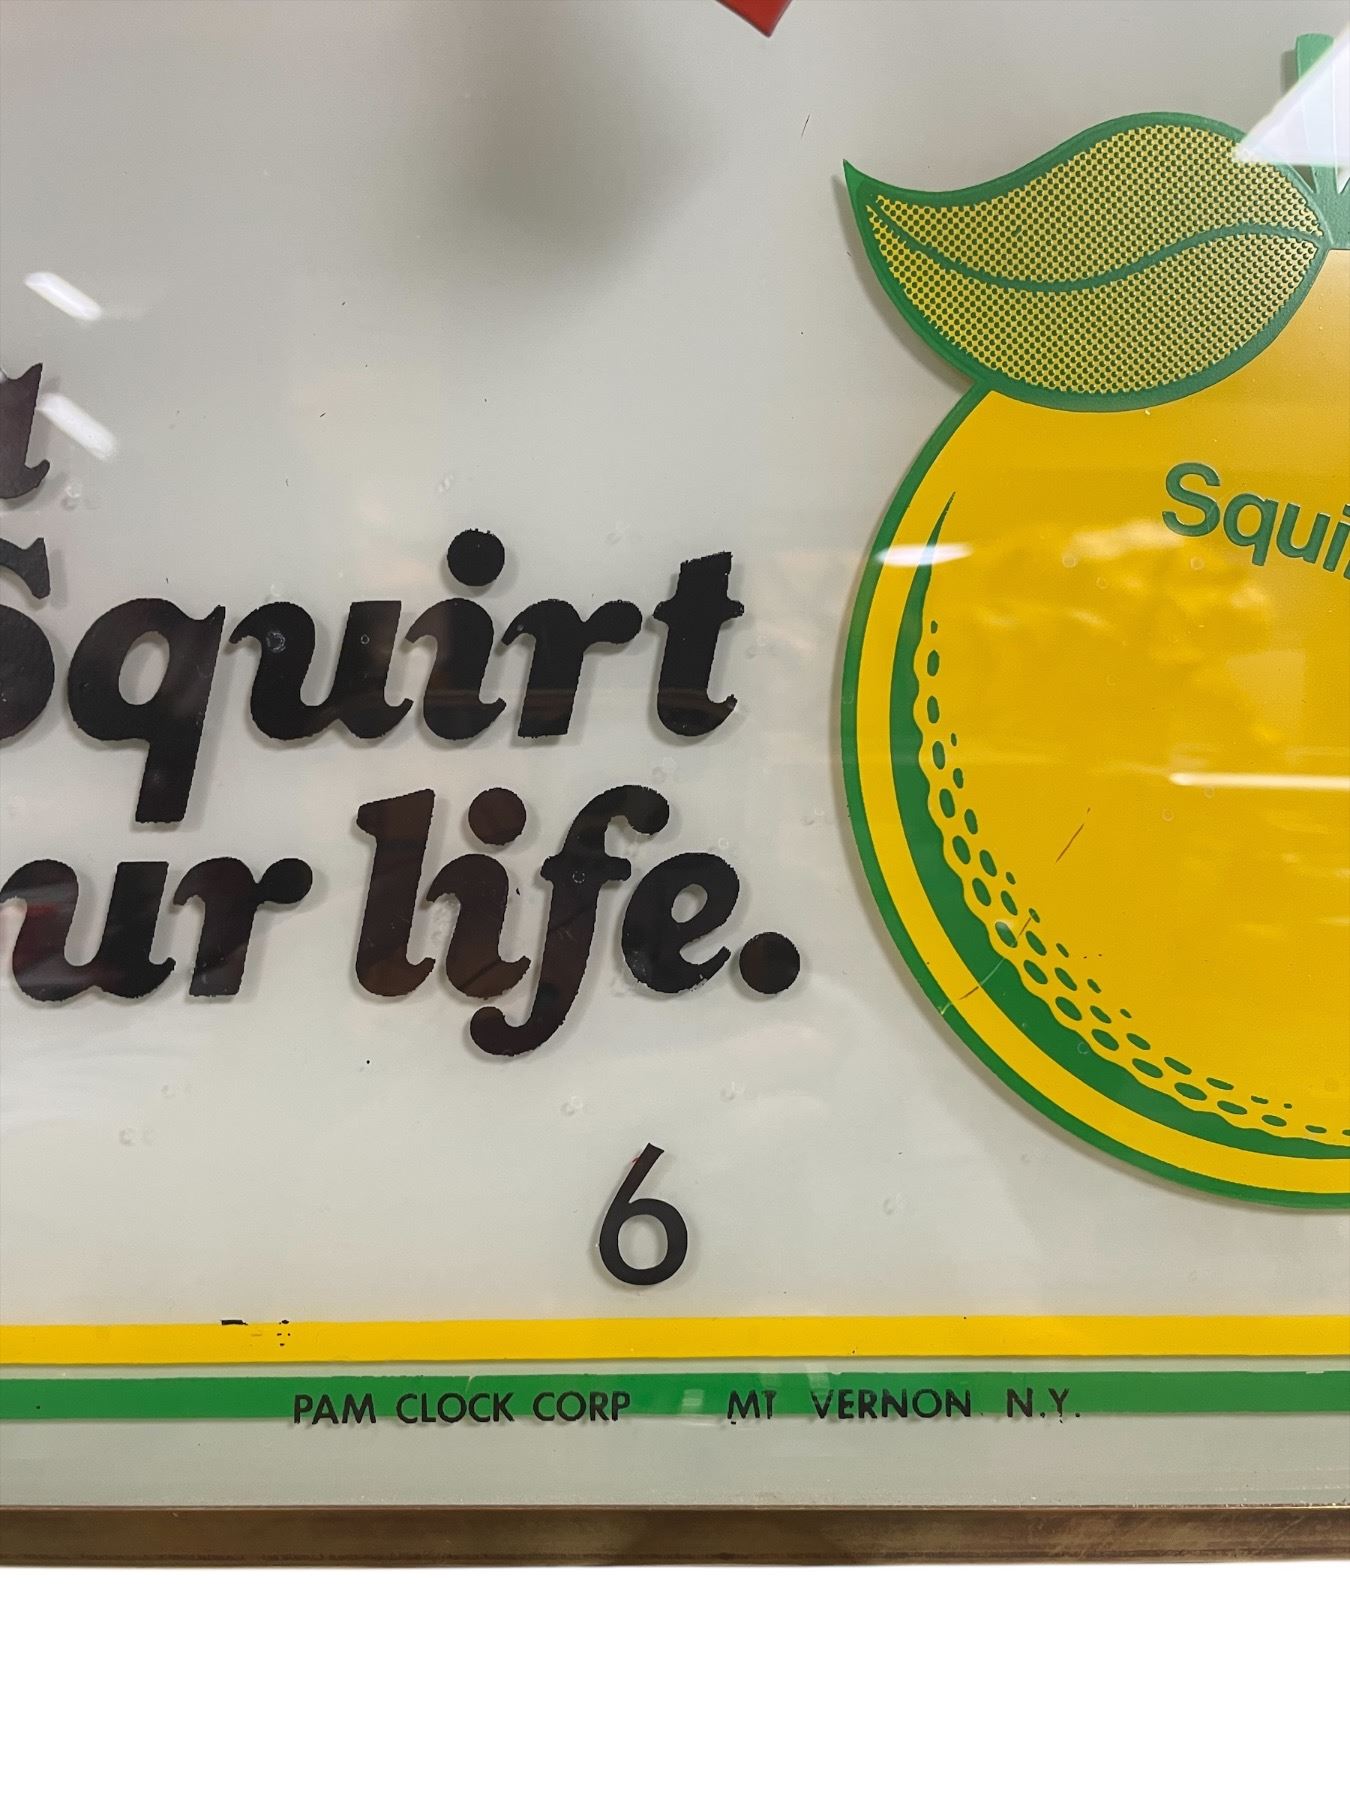 Squirt
ur life.
Squi
6
PAM CLOCK CORP MT VERNON N.Y.